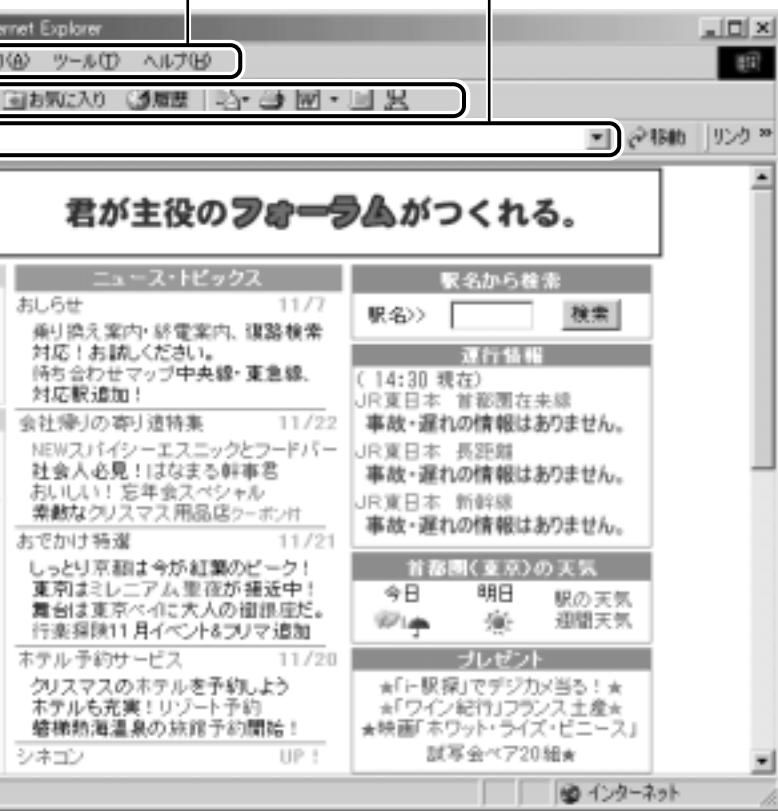 ernet Explorer
(A) ツール(T) ヘルプ(H)
お気に入り 履歴
移動 リンク »
君が主役のフォーラムがつくれる。
ニュース・トピックス
おしらせ 11/7
乗り換え案内・終電案内、復路検索
対応！お試しください。
待ち合わせマップ中央線・東急線、
対応駅追加！
会社帰りの寄り道特集 11/22
NEWスパイシーエスニックとフードバー
社会人必見！はなまる幹事君
おいしい！忘年会スペシャル
素敵なクリスマス用品店クーポン付
おでかけ特選 11/21
しっとり京都は今が紅葉のピーク！
東京はミレニアム聖夜が接近中！
舞台は東京ベイに大人の銀座だ。
行楽探険11月イベント&フリマ追加
ホテル予約サービス 11/20
クリスマスのホテルを予約しよう
ホテルも充実！リゾート予約
熱海温泉の旅館予約開始！
シネコン UP！
駅名から検索
駅名>> 検索
運行情報
( 14:30 現在)
JR東日本 首都圏在来線
事故・遅れの情報はありません。
JR東日本 長距離
事故・遅れの情報はありません。
JR東日本 新幹線
事故・遅れの情報はありません。
首都圏(東京)の天気
今日 明日 駅の天気
週間天気
プレゼント
★「i-駅探」でデジカメ当る！★
★「ワイン紀行」フランス土産★
★映画「ホワット・ライズ・ビニース」
試写会ペア20組★
インターネット